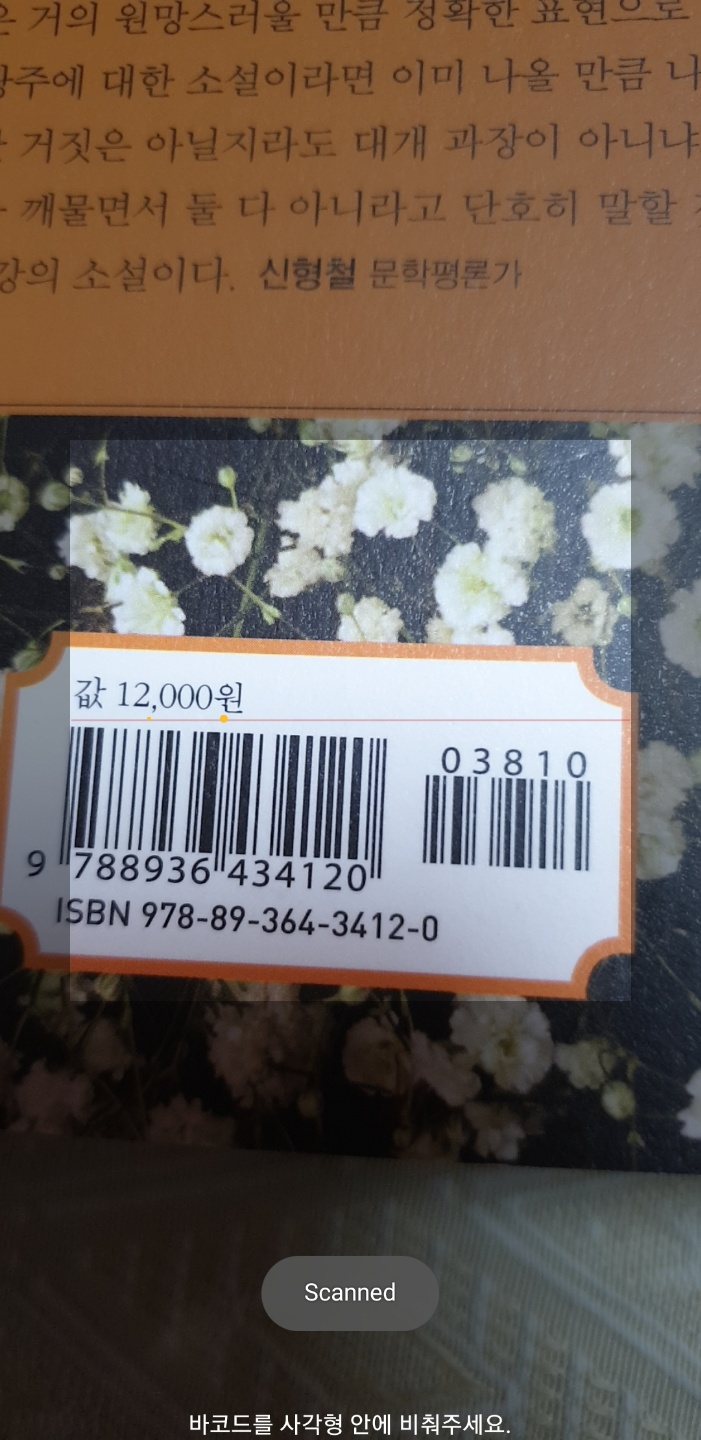 거의 원망스러울 만큼 정확한 표현으로
광주에 대한 소설이라면 이미 나올 만큼
거짓은 아닐지라도 대개 과장이 아니냐
깨물면서 둘 다 아니라고 단호히 말할
강의 소설이다. 신형철 문학평론가
값 12,000원
03810
9 788936 434120
ISBN 978-89-364-3412-0
Scanned
바코드를 사각형 안에 비춰주세요.